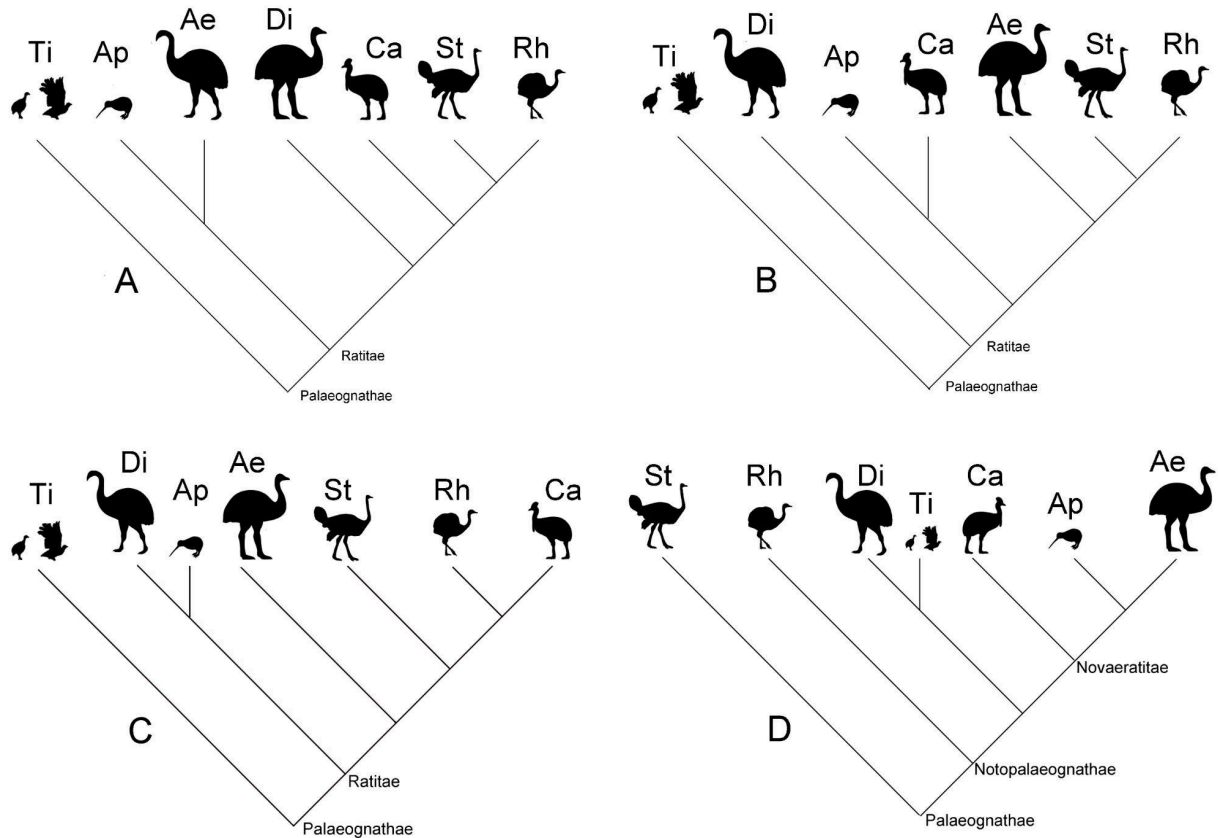 Ti Ap Ae Di Ca St Rh
A
Ratitae
Palaeognathae
Ti Di Ap Ca Ae St Rh
B
Ratitae
Palaeognathae
Ti Di Ap Ae St Rh Ca
C
Ratitae
Palaeognathae
St Rh Di Ti Ca Ap Ae
Novaeratitae
D
Notopalaeognathae
Palaeognathae